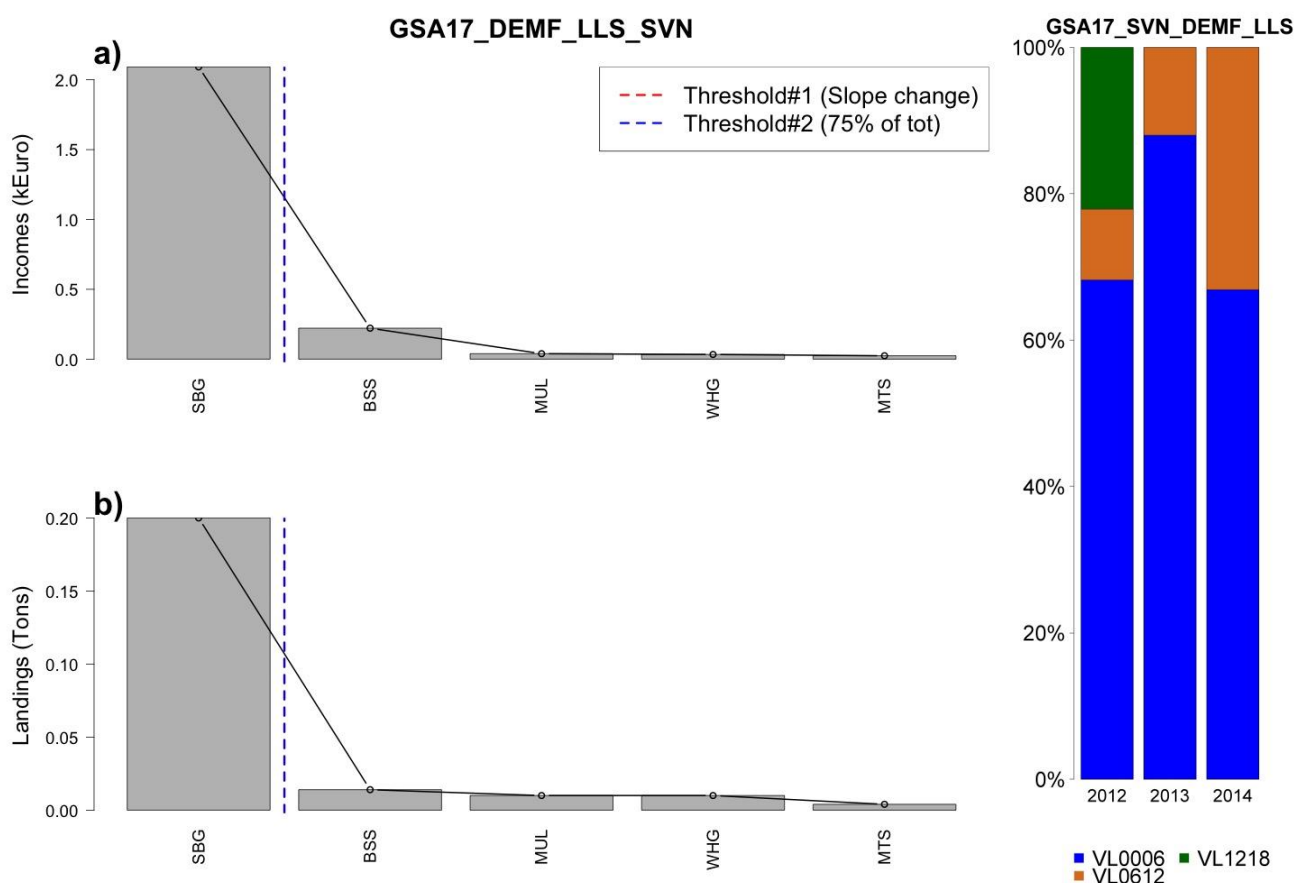 GSA17_DEMF_LLS_SVN
a)
Incomes (kEuro)
2.0
1.5
1.0
0.5
0.0
Threshold#1 (Slope change)
Threshold#2 (75% of tot)
SBG
BSS
MUL
WHG
MTS
b)
Landings (Tons)
0.20
0.15
0.10
0.05
0.00
SBG
BSS
MUL
WHG
MTS
GSA17_SVN_DEMF_LLS
100%
80%
60%
40%
20%
0%
2012 2013 2014
VL0006 VL1218
VL0612